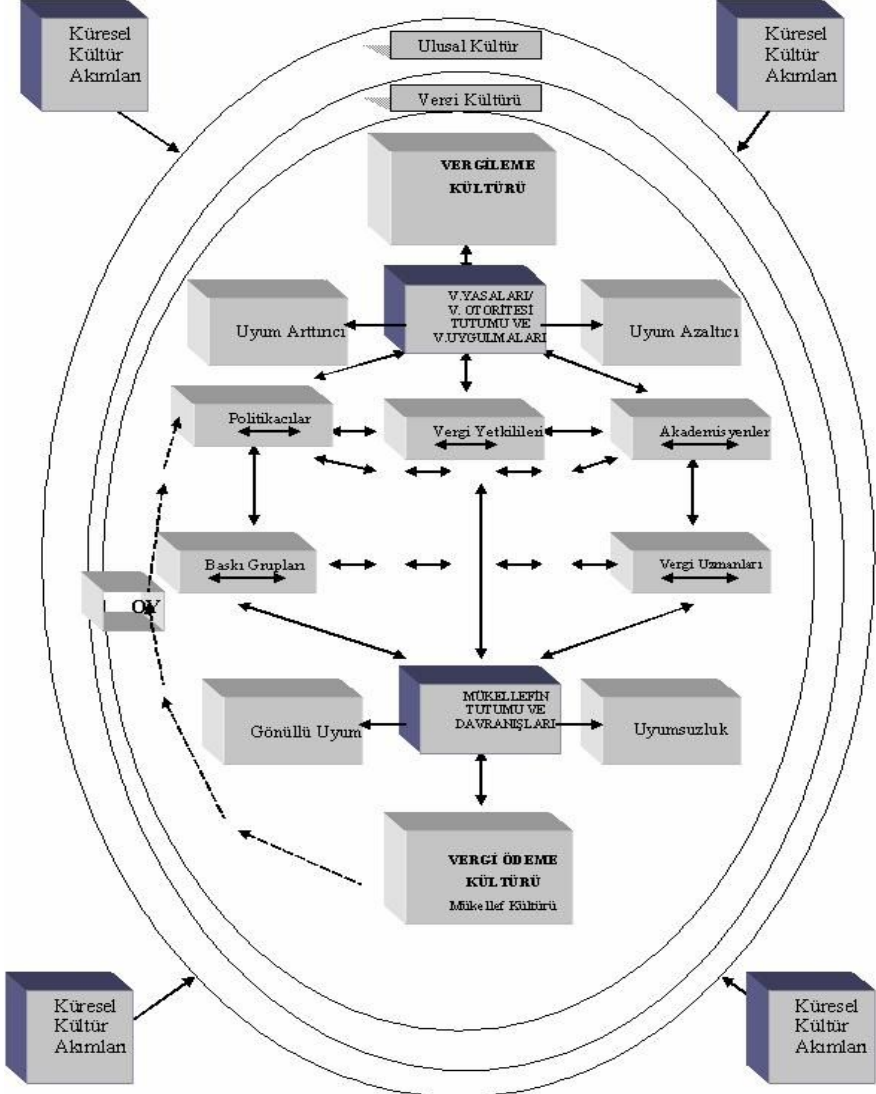 Küresel
Kültür
Akımları
Küresel
Kültür
Akımları
Ulusal Kültür
Vergi Kültürü
VERGİLEME
KÜLTÜRÜ
V.YASALARI/
V. OTORİTESİ
TUTUMU VE
V.UYGULMALARI
Uyum Arttırıcı
Uyum Azaltıcı
Politikacılar
Vergi Yetkilileri
Akademisyenler
Baskı Grupları
Vergi Uzmanları
OY
MÜKELLEFİN
TUTUMU VE
DAVRANIŞLARI
Gönüllü Uyum
Uyumsuzluk
VERGİ ÖDEME
KÜLTÜRÜ
Mükellef Kültürü
Küresel
Kültür
Akımları
Küresel
Kültür
Akımları